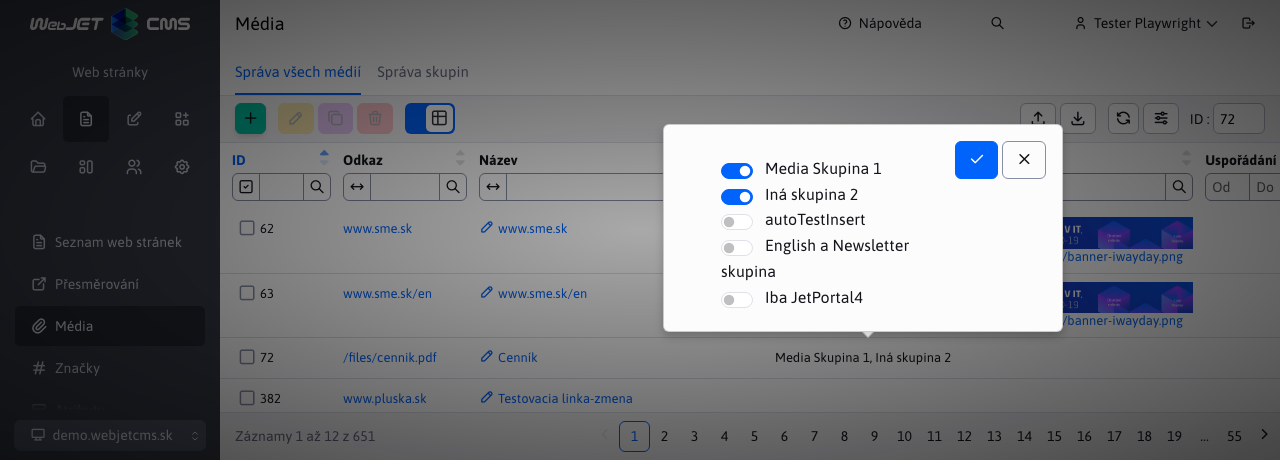 WebJET CMS
Média
Nápověda
Tester Playwright
Web stránky
Správa všech médií
Správa skupin
ID : 72
ID
Odkaz
Název
Uspořádání
Od
Do
Media Skupina 1
Iná skupina 2
autoTestInsert
English a Newsletter
skupina
Iba JetPortal4
Seznam web stránek
Přesměrování
Média
Značky
demo.webjetcms.sk
62
www.sme.sk
www.sme.sk
V IT,
-19
/banner-iwayday.png
63
www.sme.sk/en
www.sme.sk/en
V IT,
-19
/banner-iwayday.png
72
/files/cennik.pdf
Cenník
Media Skupina 1, Iná skupina 2
382
www.pluska.sk
Testovacia linka-zmena
Záznamy 1 až 12 z 651
1 2 3 4 5 6 7 8 9 10 11 12 13 14 15 16 17 18 19 ... 55